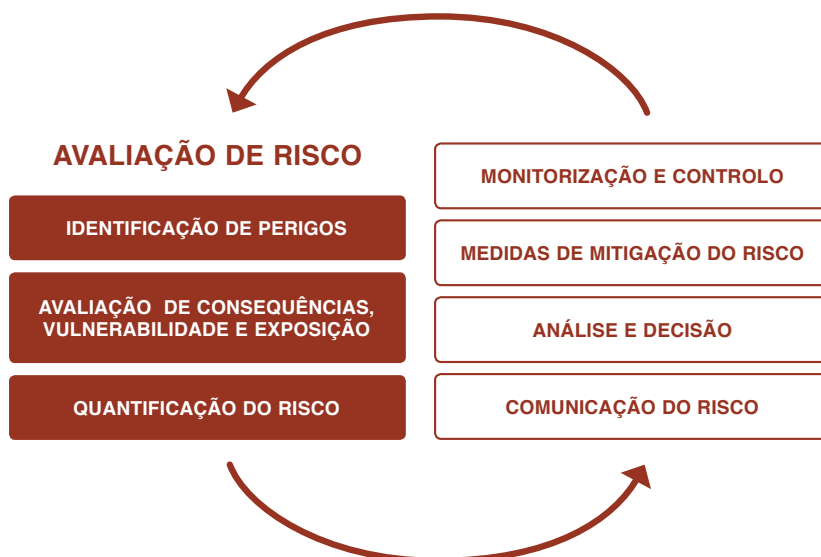 AVALIAÇÃO DE RISCO
IDENTIFICAÇÃO DE PERIGOS
AVALIAÇÃO DE CONSEQUÊNCIAS,
VULNERABILIDADE E EXPOSIÇÃO
QUANTIFICAÇÃO DO RISCO
MONITORIZAÇÃO E CONTROLO
MEDIDAS DE MITIGAÇÃO DO RISCO
ANÁLISE E DECISÃO
COMUNICAÇÃO DO RISCO